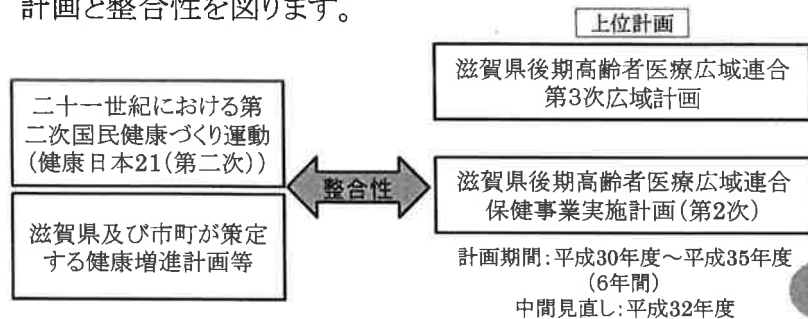 計画と整合性を図ります。
上位計画
滋賀県後期高齢者医療広域連合
第3次広域計画
二十一世紀における第
二次国民健康づくり運動
(健康日本21(第二次))
整合性
滋賀県後期高齢者医療広域連合
保健事業実施計画(第2次)
滋賀県及び市町が策定
する健康増進計画等
計画期間:平成30年度～平成35年度
(6年間)
中間見直し:平成32年度